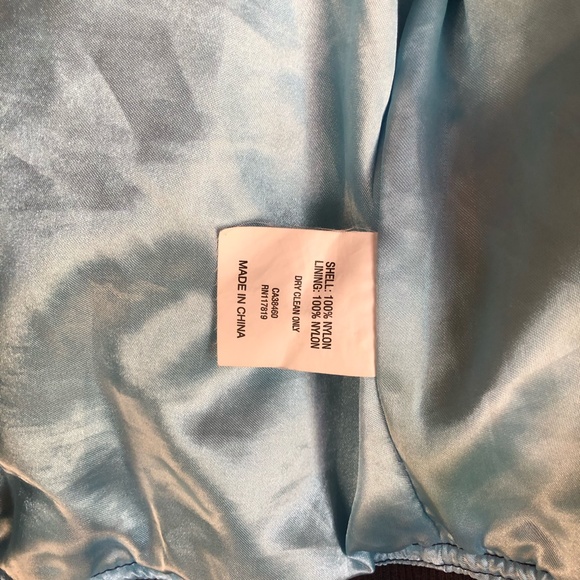 SHELL: 100% NYLON
LINING: 100% NYLON
DRY CLEAN ONLY
CA38460
RN117819
MADE IN CHINA